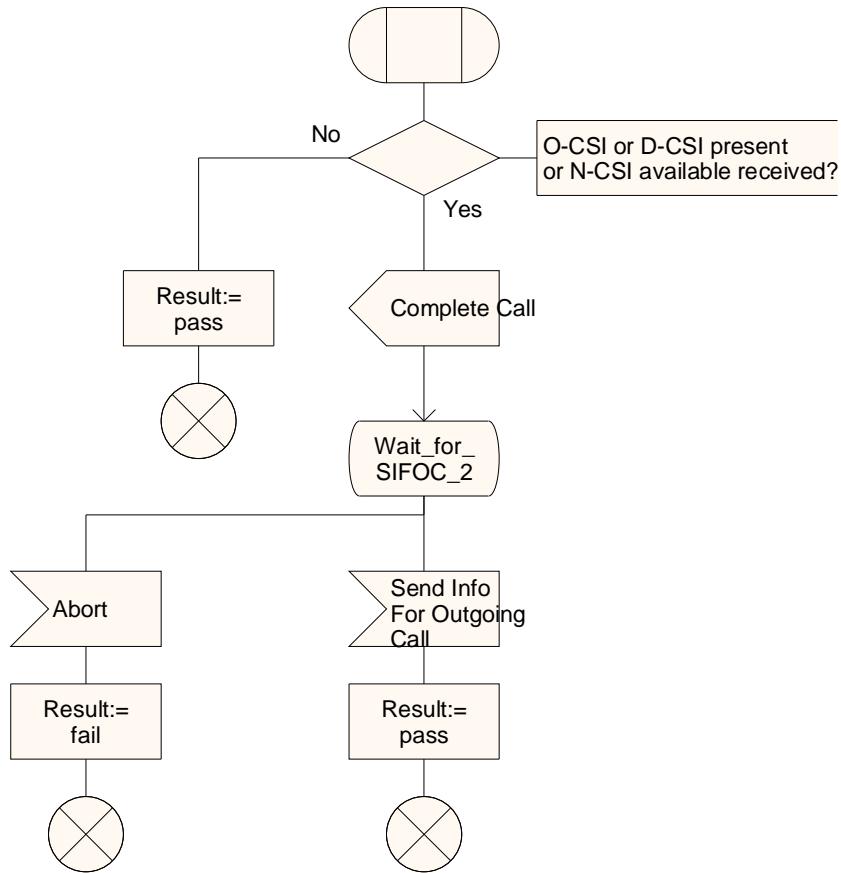 No
O-CSI or D-CSI present
or N-CSI available received?
Yes
Result:=
pass
Complete Call
Wait_for_
SIFOC_2
Abort
Send Info
For Outgoing
Call
Result:=
fail
Result:=
pass